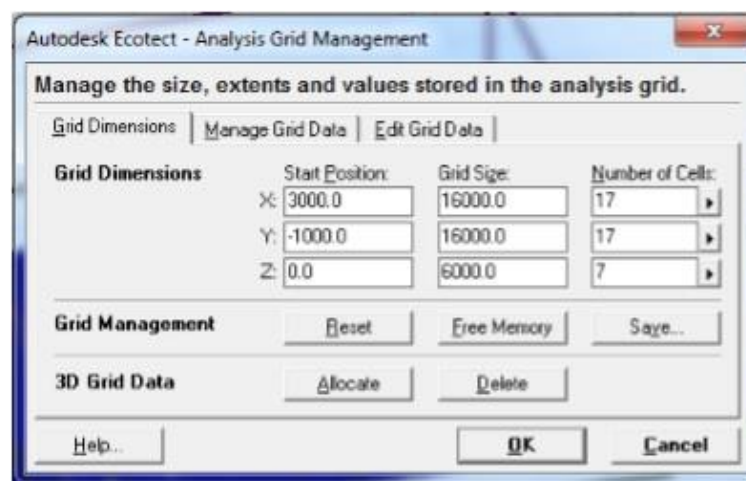 Autodesk Ecotect - Analysis Grid Management
Manage the size, extents and values stored in the analysis grid.
Grid Dimensions Manage Grid Data Edit Grid Data
Grid Dimensions Start Position: Grid Size: Number of Cells:
X: 3000.0 16000.0 17
Y: -1000.0 16000.0 17
Z: 0.0 6000.0 7
Grid Management Reset Free Memory Save...
3D Grid Data Allocate Delete
Help... OK Cancel